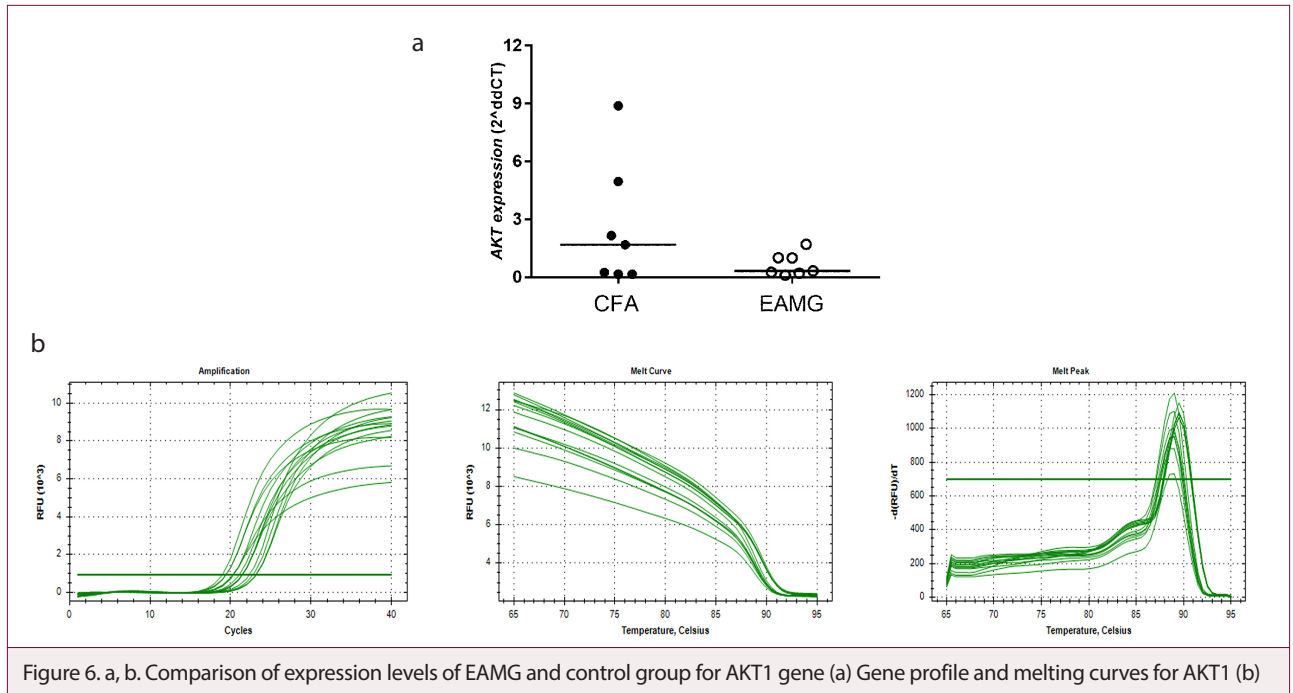 a
12
9
6
3
0
AKT expression (2^ddCT)
CFA
EAMG
b
Amplification
10
8
6
4
2
0
RFU (10^3)
0
10
20
30
40
Cycles
Melt Curve
12
10
8
6
4
RFU (10^3)
65
70
75
80
85
90
95
Temperature, Celsius
Melt Peak
1200
1000
800
600
400
200
0
-d(RFU)/dT
65
70
75
80
85
90
95
Temperature, Celsius
Figure 6. a, b. Comparison of expression levels of EAMG and control group for AKT1 gene (a) Gene profile and melting curves for AKT1 (b)